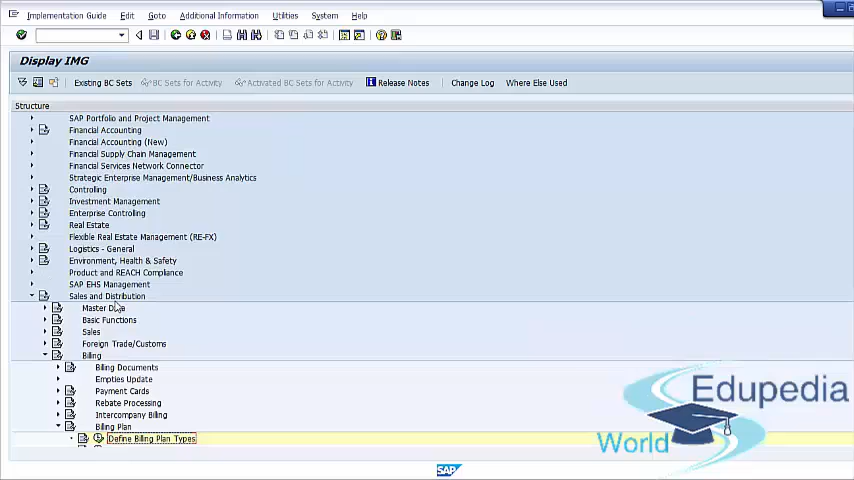 Implementation Guide Edit Goto Additional Information Utilities System Help
Display IMG
Existing BC Sets BC Sets for Activity Activated BC Sets for Activity Release Notes Change Log Where Else Used
Structure
SAP Portfolio and Project Management
Financial Accounting
Financial Accounting (New)
Financial Supply Chain Management
Financial Services Network Connector
Strategic Enterprise Management/Business Analytics
Controlling
Investment Management
Enterprise Controlling
Real Estate
Flexible Real Estate Management (RE-FX)
Logistics - General
Environment, Health & Safety
Product and REACH Compliance
SAP EHS Management
Sales and Distribution
Master Data
Basic Functions
Sales
Foreign Trade/Customs
Billing
Billing Documents
Empties Update
Payment Cards
Rebate Processing
Intercompany Billing
Billing Plan
Define Billing Plan Types
Edupedia
World
SAP